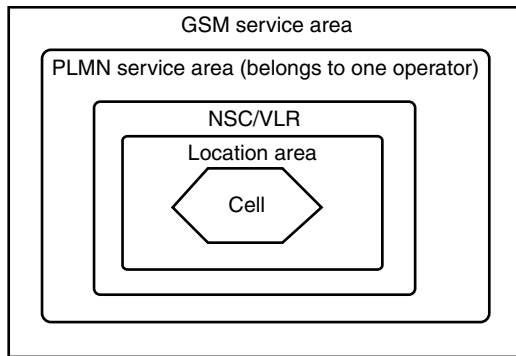 GSM service area
PLMN service area (belongs to one operator)
NSC/VLR
Location area
Cell